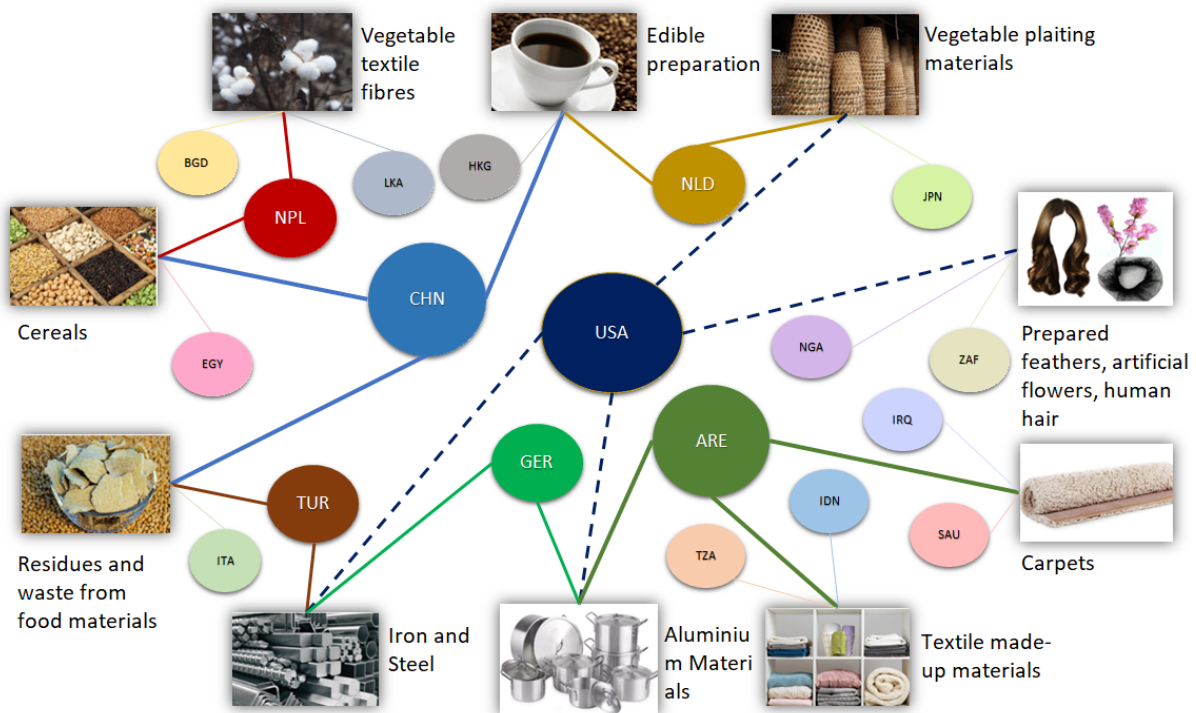 Vegetable
textile
fibres
Edible
preparation
Vegetable plaiting
materials
BGD
LKA
HKG
NLD
JPN
NPL
CHN
USA
Cereals
EGY
NGA
ZAF
Prepared
feathers, artificial
flowers, human
hair
IRQ
ARE
GER
TUR
IDN
SAU
TZA
ITA
Carpets
Residues and
waste from
food materials
Iron and
Steel
Aluminiu
m Materi
als
Textile made-
up materials